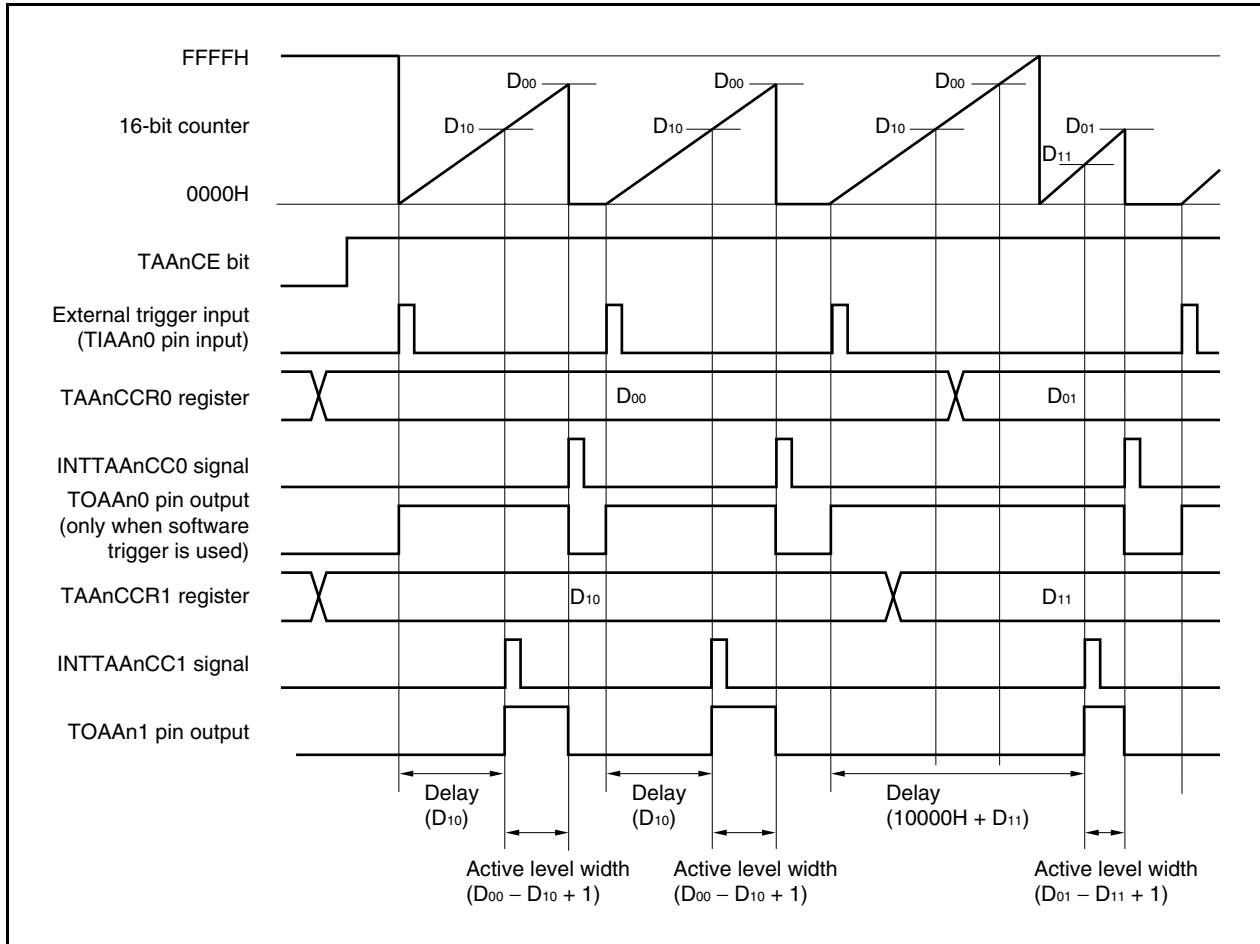 FFFFH
16-bit counter
0000H
D10 D00 D10 D00 D10 D00 D11 D01
TAAnCE bit
External trigger input
(TIAAn0 pin input)
TAAnCCR0 register D00 D01
INTTAAnCC0 signal
TOAAn0 pin output
(only when software
trigger is used)
TAAnCCR1 register D10 D11
INTTAAnCC1 signal
TOAAn1 pin output
Delay
(D10)
Delay
(D10)
Delay
(10000H + D11)
Active level width
(D00 − D10 + 1)
Active level width
(D00 − D10 + 1)
Active level width
(D01 − D11 + 1)